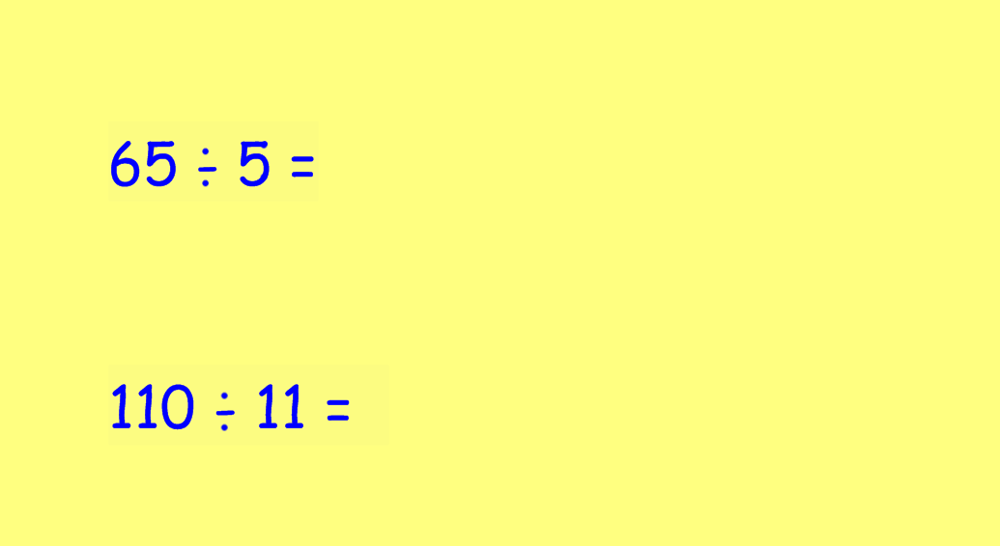 65 ÷ 5 =
110 ÷ 11 =